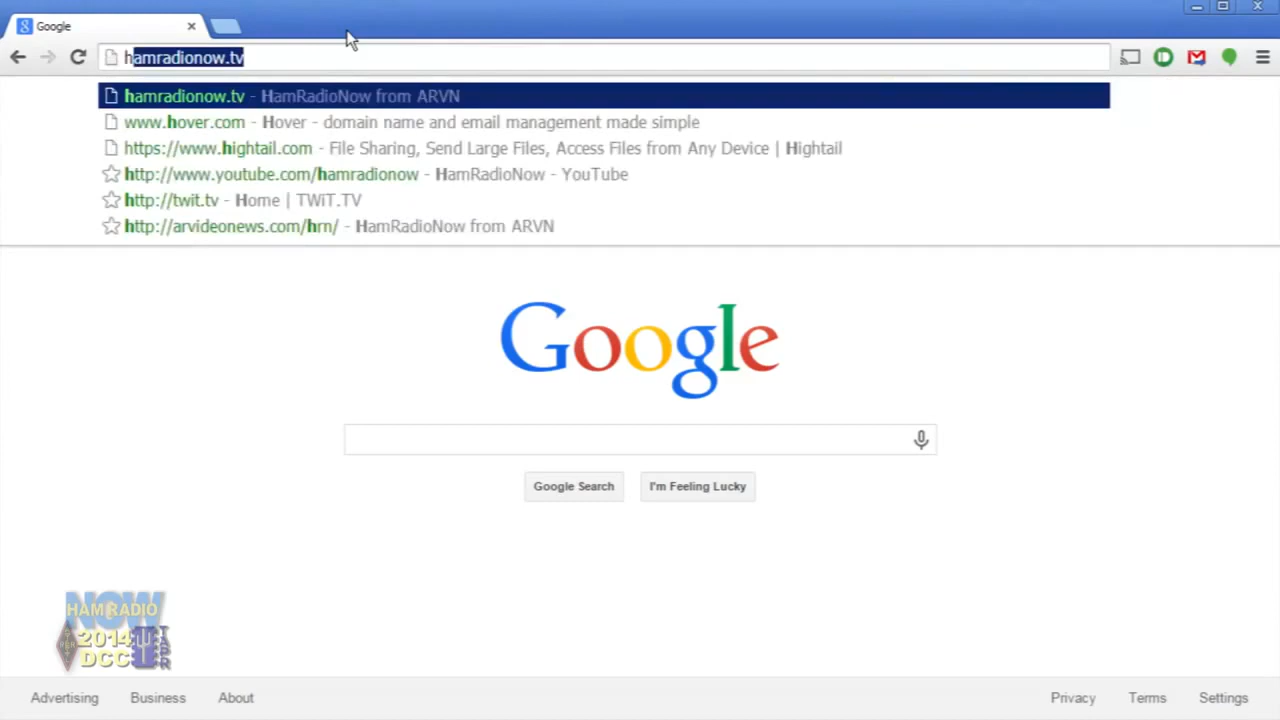 Google
hamradionow.tv
hamradionow.tv - HamRadioNow from ARVN
www.hover.com - Hover - domain name and email management made simple
https://www.hightail.com - File Sharing, Send Large Files, Access Files from Any Device | Hightail
http://www.youtube.com/hamradionow - HamRadioNow - YouTube
http://twit.tv - Home | TWiT.TV
http://arvideonews.com/hrn/ - HamRadioNow from ARVN
Google
Google Search
I'm Feeling Lucky
NOW
HAM RADIO
2014
DCC
TAPR
Advertising Business About Privacy Terms Settings